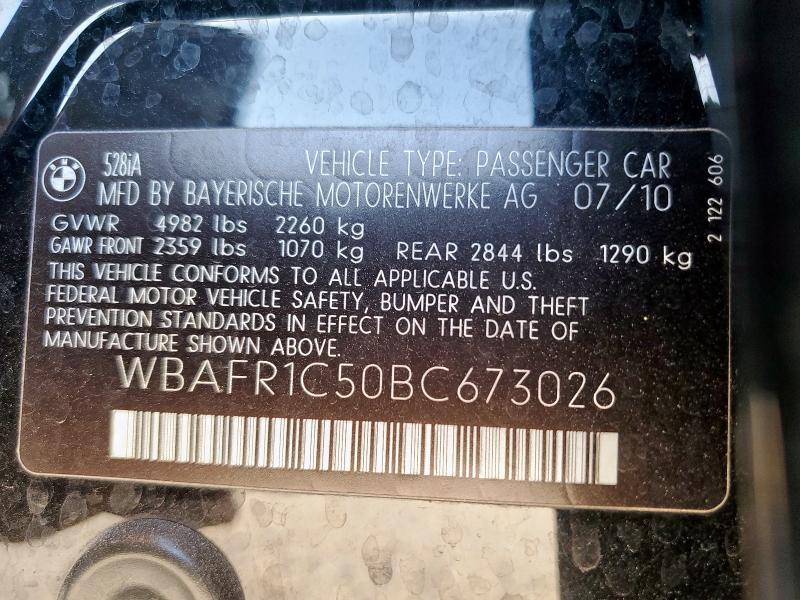 BMW
528iA VEHICLE TYPE: PASSENGER CAR
MFD BY BAYERISCHE MOTORENWERKE AG 07/10
GVWR 4982 lbs 2260 kg
GAWR FRONT 2359 lbs 1070 kg REAR 2844 lbs 1290 kg
THIS VEHICLE CONFORMS TO ALL APPLICABLE U.S.
FEDERAL MOTOR VEHICLE SAFETY, BUMPER AND THEFT
PREVENTION STANDARDS IN EFFECT ON THE DATE OF
MANUFACTURE SHOWN ABOVE.
WBAFR1C50BC673026
2 122 606